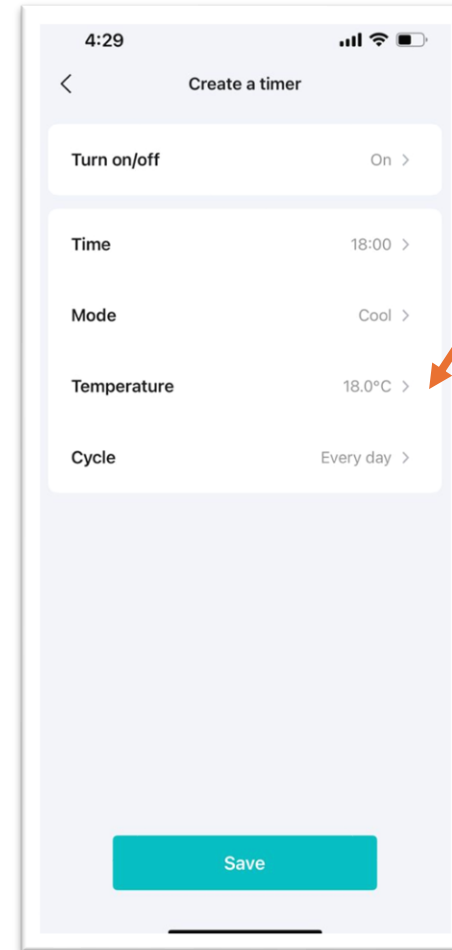 4:29
Create a timer
Turn on/off On
Time 18:00
Mode Cool
Temperature 18.0°C
Cycle Every day
Save